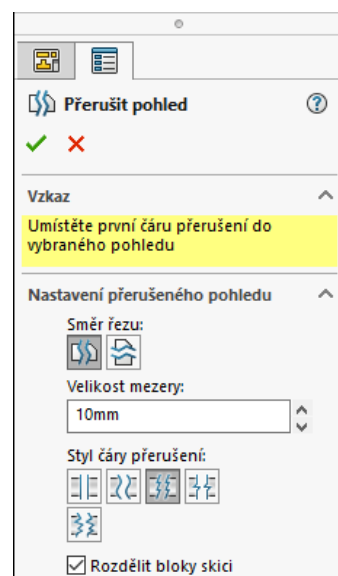 Přerušit pohled
Vzkaz
Umístěte první čáru přerušení do
vybraného pohledu
Nastavení přerušeného pohledu
Směr řezu:
Velikost mezery:
10mm
Styl čáry přerušení:
Rozdělit bloky skici